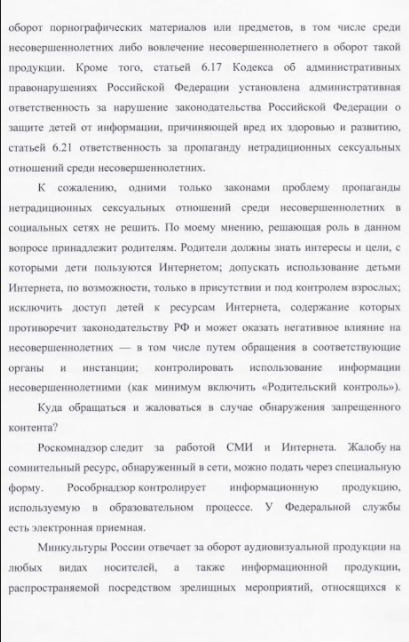 оборот порнографических материалов или предметов, в том числе среди
несовершеннолетних либо вовлечение несовершеннолетнего в оборот такой
продукции. Кроме того, статьей 6.17 Кодекса об административных
правонарушениях Российской Федерации установлена административная
ответственность за нарушение законодательства Российской Федерации о
защите детей от информации, причиняющей вред их здоровью и развитию,
статьей 6.21 ответственность за пропаганду нетрадиционных сексуальных
отношений среди несовершеннолетних.
К сожалению, одними только законами проблему пропаганды
нетрадиционных сексуальных отношений среди несовершеннолетних в
социальных сетях не решить. По моему мнению, решающая роль в данном
вопросе принадлежит родителям. Родители должны знать интересы и цели, с
которыми дети пользуются Интернетом; допускать использование детьми
Интернета, по возможности, только в присутствии и под контролем взрослых;
исключить доступ детей к ресурсам Интернета, содержание которых
противоречит законодательству РФ и может оказать негативное влияние на
несовершеннолетних — в том числе путем обращения в соответствующие
органы и инстанции; контролировать использование информации
несовершеннолетними (как минимум включить «Родительский контроль»).
Куда обращаться и жаловаться в случае обнаружения запрещенного
контента?
Роскомнадзор следит за работой СМИ и Интернета. Жалобу на
сомнительный ресурс, обнаруженный в сети, можно подать через специальную
форму. Рособрнадзор контролирует информационную продукцию,
используемую в образовательном процессе. У Федеральной службы
есть электронная приемная.
Минкультуры России отвечает за оборот аудиовизуальной продукции на
любых видах носителей, а также информационной продукции,
распространяемой посредством зрелищных мероприятий, относящихся к